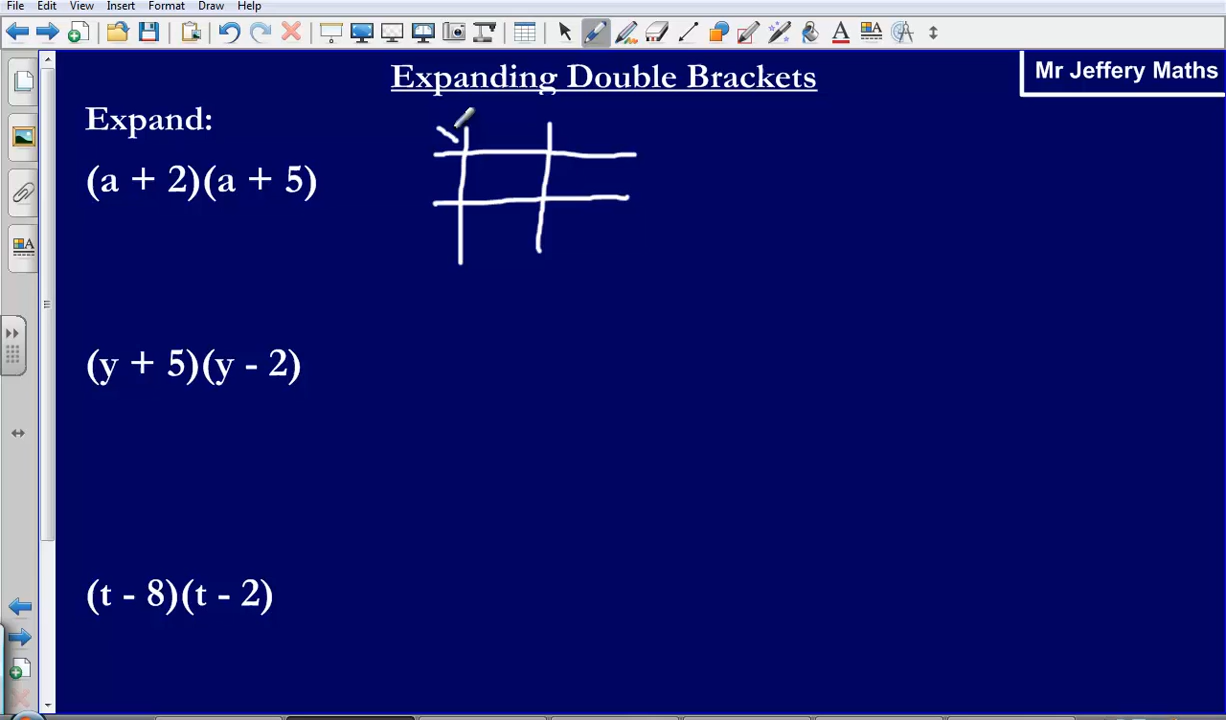 File Edit View Insert Format Draw Help
Expanding Double Brackets
Mr Jeffery Maths
Expand:
(a + 2)(a + 5)
(y + 5)(y - 2)
(t - 8)(t - 2)